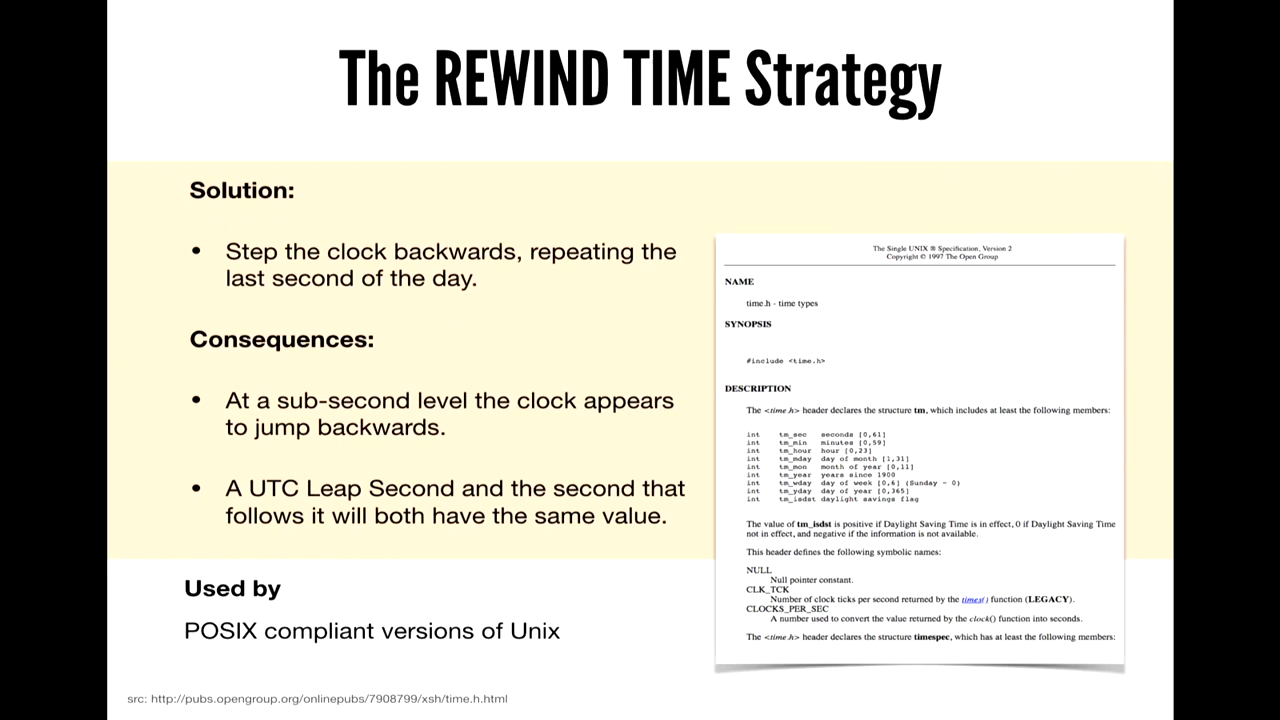 The REWIND TIME Strategy
Solution:
• Step the clock backwards, repeating the
last second of the day.
Consequences:
• At a sub-second level the clock appears
to jump backwards.
• A UTC Leap Second and the second that
follows it will both have the same value.
Used by
POSIX compliant versions of Unix
The Single UNIX ® Specification, Version 2
Copyright © 1997 The Open Group
NAME
time.h - time types
SYNOPSIS
#include <time.h>
DESCRIPTION
The <time.h> header declares the structure tm, which includes at least the following members:
int tm_sec seconds [0,61]
int tm_min minutes [0,59]
int tm_hour hour [0,23]
int tm_mday day of month [1,31]
int tm_mon month of year [0,11]
int tm_year years since 1900
int tm_wday day of week [0,6] (Sunday = 0)
int tm_yday day of year [0,365]
int tm_isdst daylight savings flag
The value of tm_isdst is positive if Daylight Saving Time is in effect, 0 if Daylight Saving Time
not in effect, and negative if the information is not available.
This header defines the following symbolic names:
NULL
Null pointer constant.
CLK_TCK
Number of clock ticks per second returned by the times() function (LEGACY).
CLOCKS_PER_SEC
A number used to convert the value returned by the clock() function into seconds.
The <time.h> header declares the structure timespec, which has at least the following members:
src: http://pubs.opengroup.org/onlinepubs/7908799/xsh/time.h.html